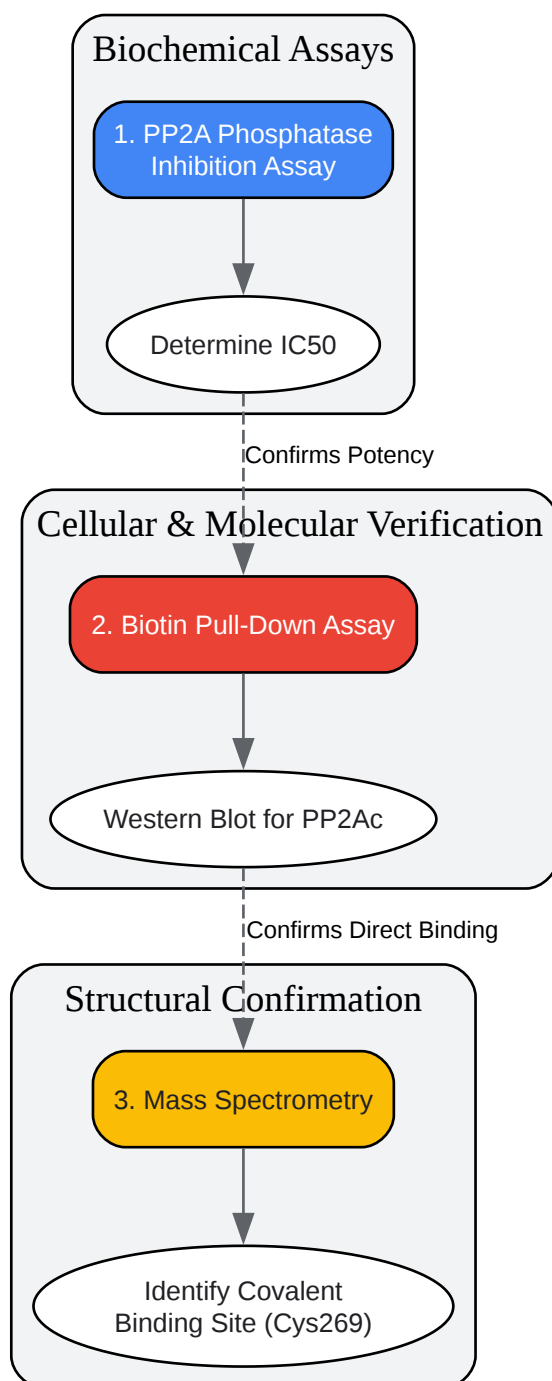 Biochemical Assays
1. PP2A Phosphatase
Inhibition Assay
Determine IC50
Confirms Potency
Cellular & Molecular Verification
2. Biotin Pull-Down Assay
Western Blot for PP2Ac
Confirms Direct Binding
Structural Confirmation
3. Mass Spectrometry
Identify Covalent
Binding Site (Cys269)